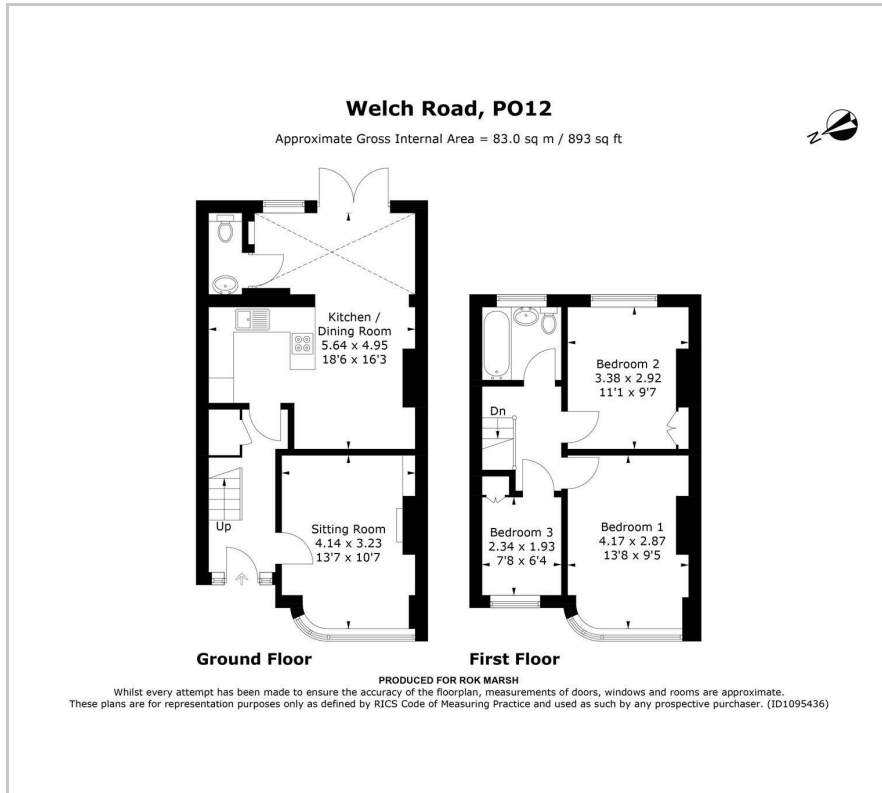 Welch Road, PO12
Approximate Gross Internal Area = 83.0 sq m / 893 sq ft
N
Kitchen /
Dining Room
5.64 x 4.95
18'6 x 16'3
Up
Sitting Room
4.14 x 3.23
13'7 x 10'7
Ground Floor
Dn
Bedroom 2
3.38 x 2.92
11'1 x 9'7
Bedroom 3
2.34 x 1.93
7'8 x 6'4
Bedroom 1
4.17 x 2.87
13'8 x 9'5
First Floor
PRODUCED FOR ROK MARSH
Whilst every attempt has been made to ensure the accuracy of the floorplan, measurements of doors, windows and rooms are approximate.
These plans are for representation purposes only as defined by RICS Code of Measuring Practice and used as such by any prospective purchaser. (ID1095436)